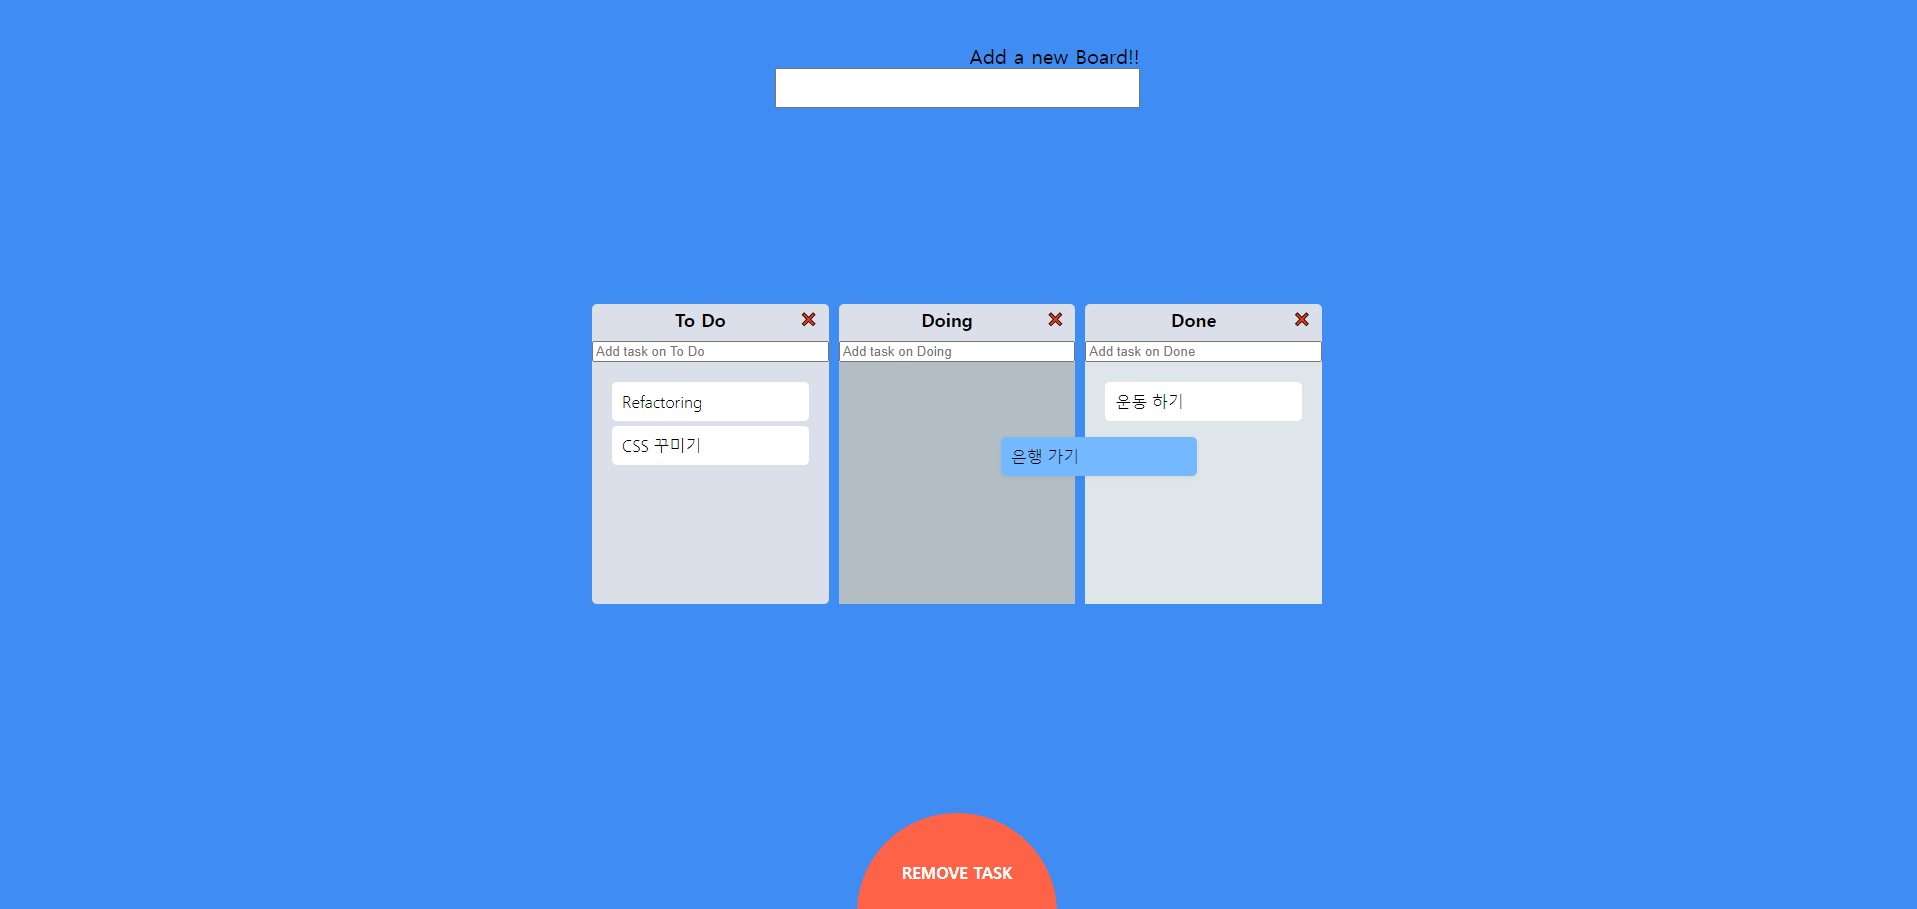 Add a new Board!!
To Do
Add task on To Do
Refactoring
CSS 꾸미기
Doing
Add task on Doing
은행 가기
Done
Add task on Done
운동 하기
REMOVE TASK